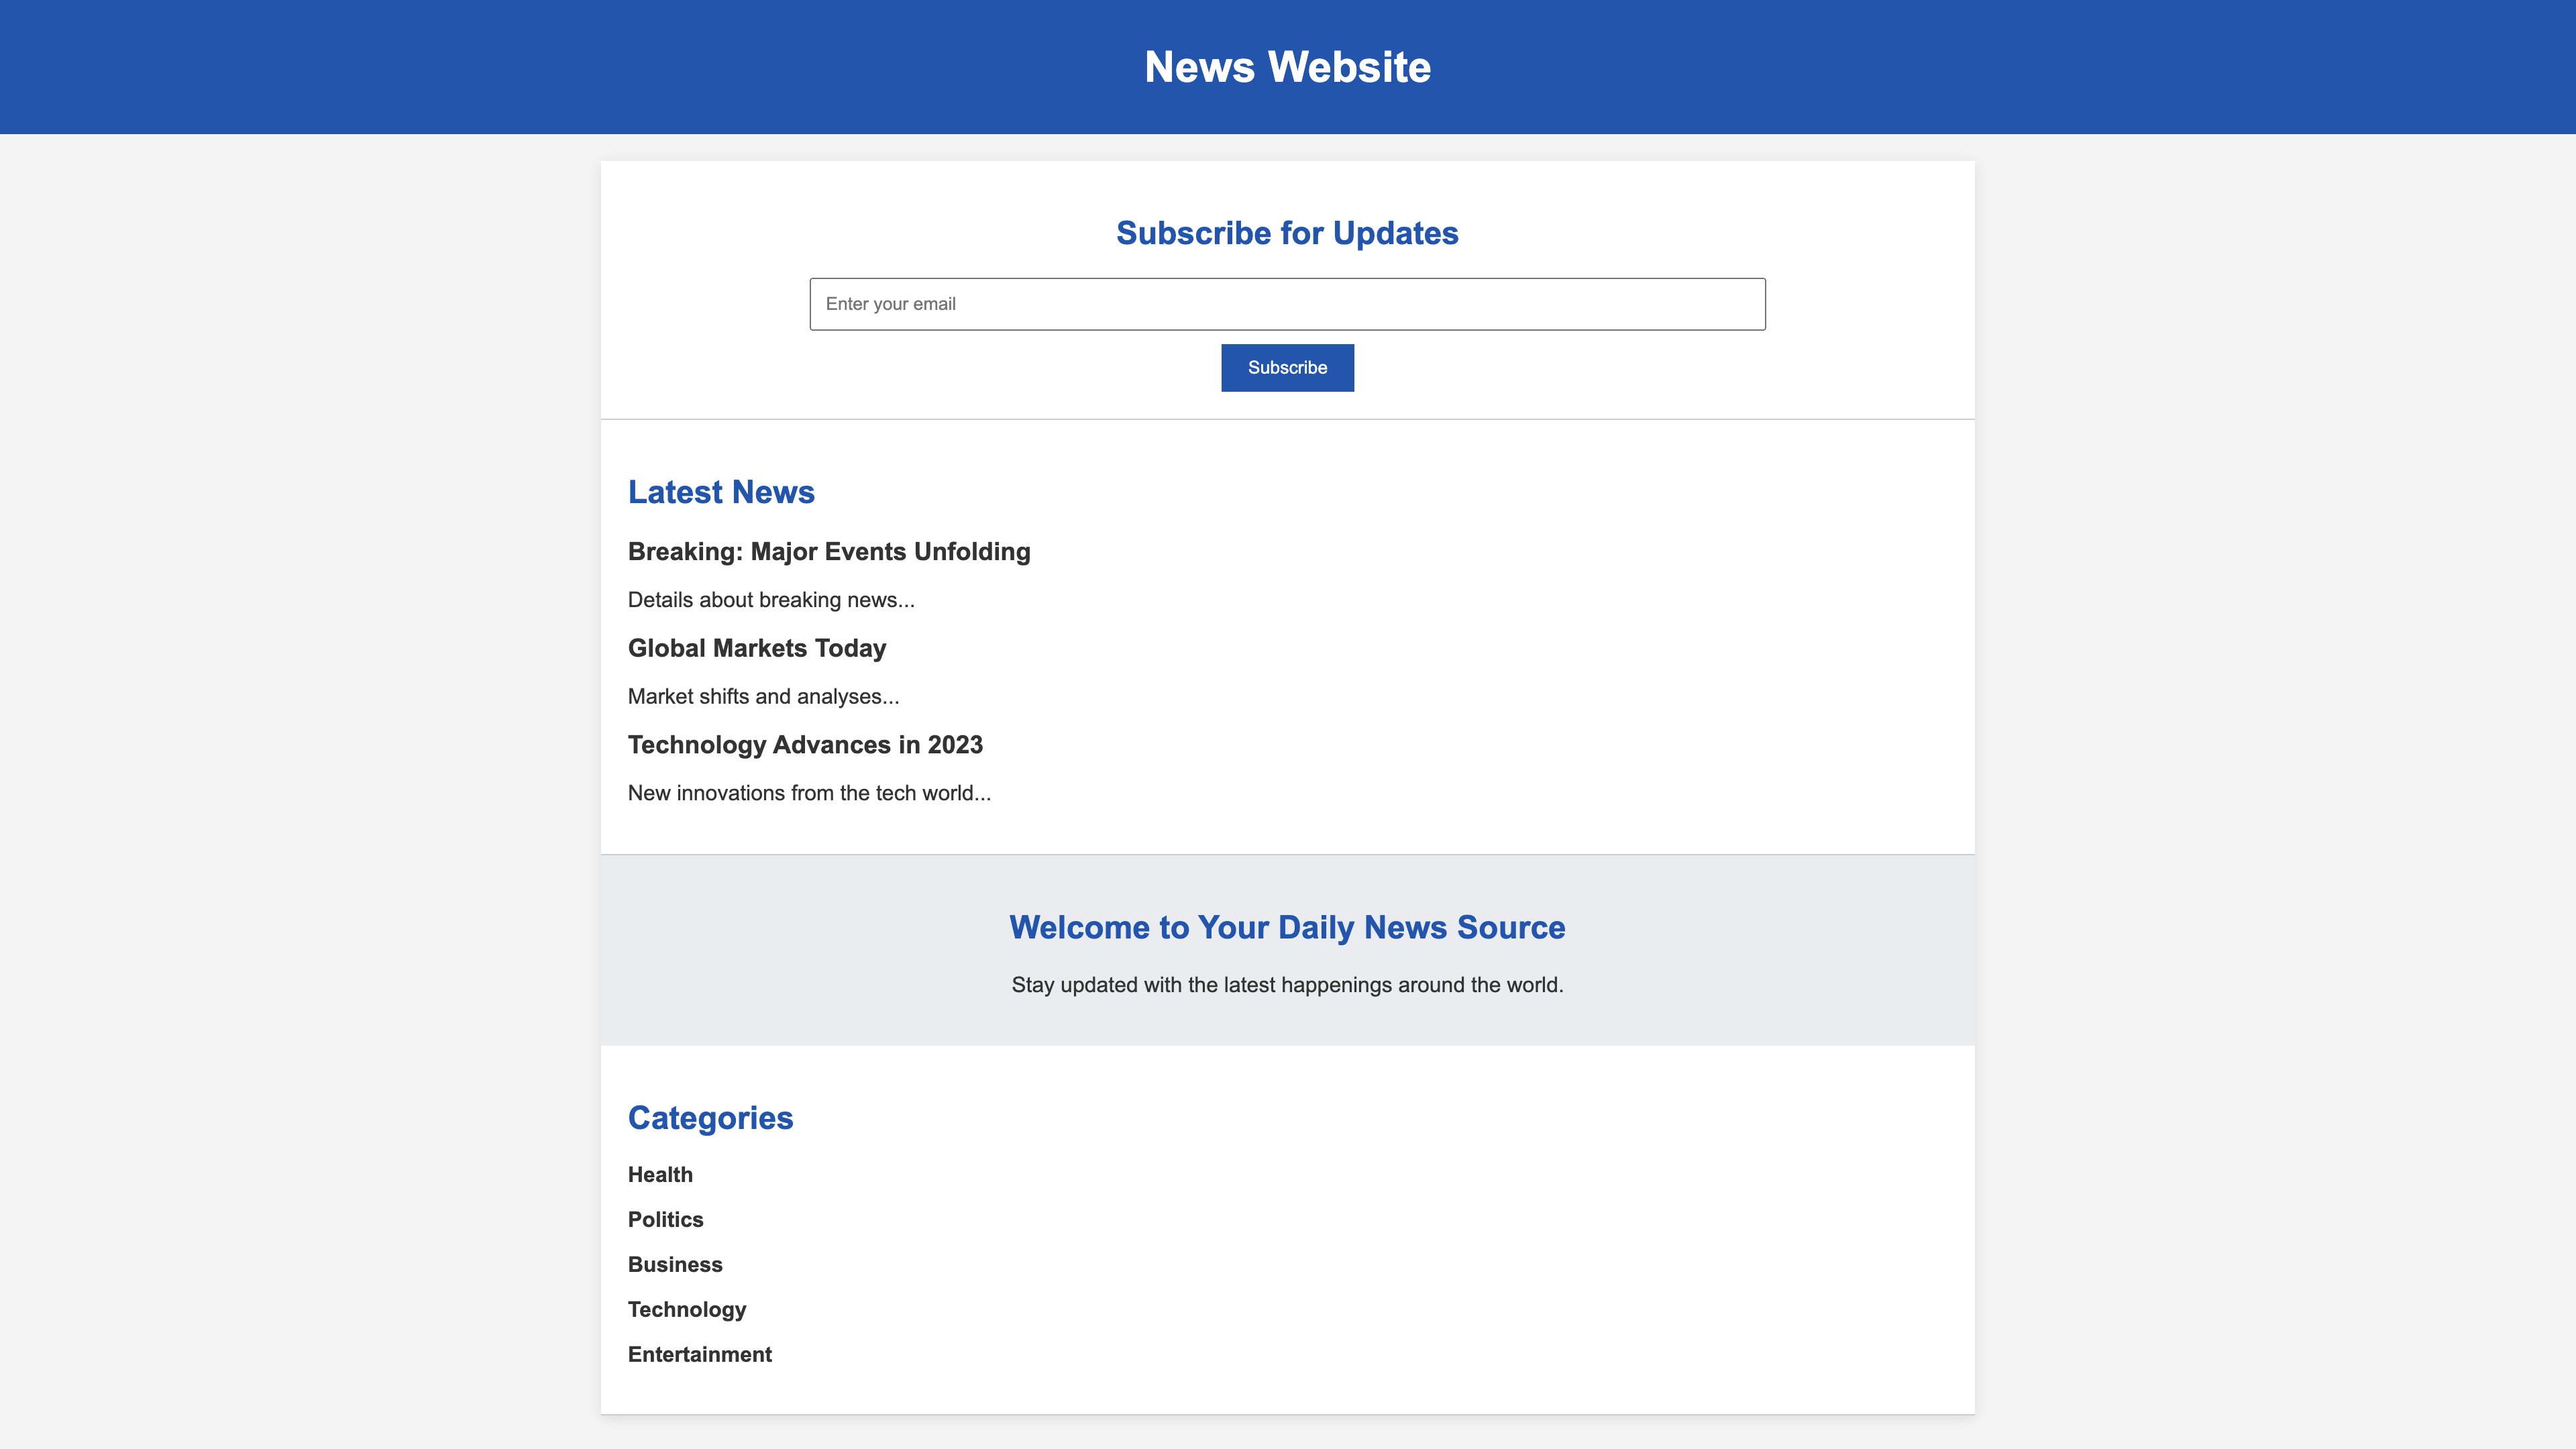 News Website
Subscribe for Updates
Enter your email
Subscribe
Latest News
Breaking: Major Events Unfolding
Details about breaking news...
Global Markets Today
Market shifts and analyses...
Technology Advances in 2023
New innovations from the tech world...
Welcome to Your Daily News Source
Stay updated with the latest happenings around the world.
Categories
Health
Politics
Business
Technology
Entertainment